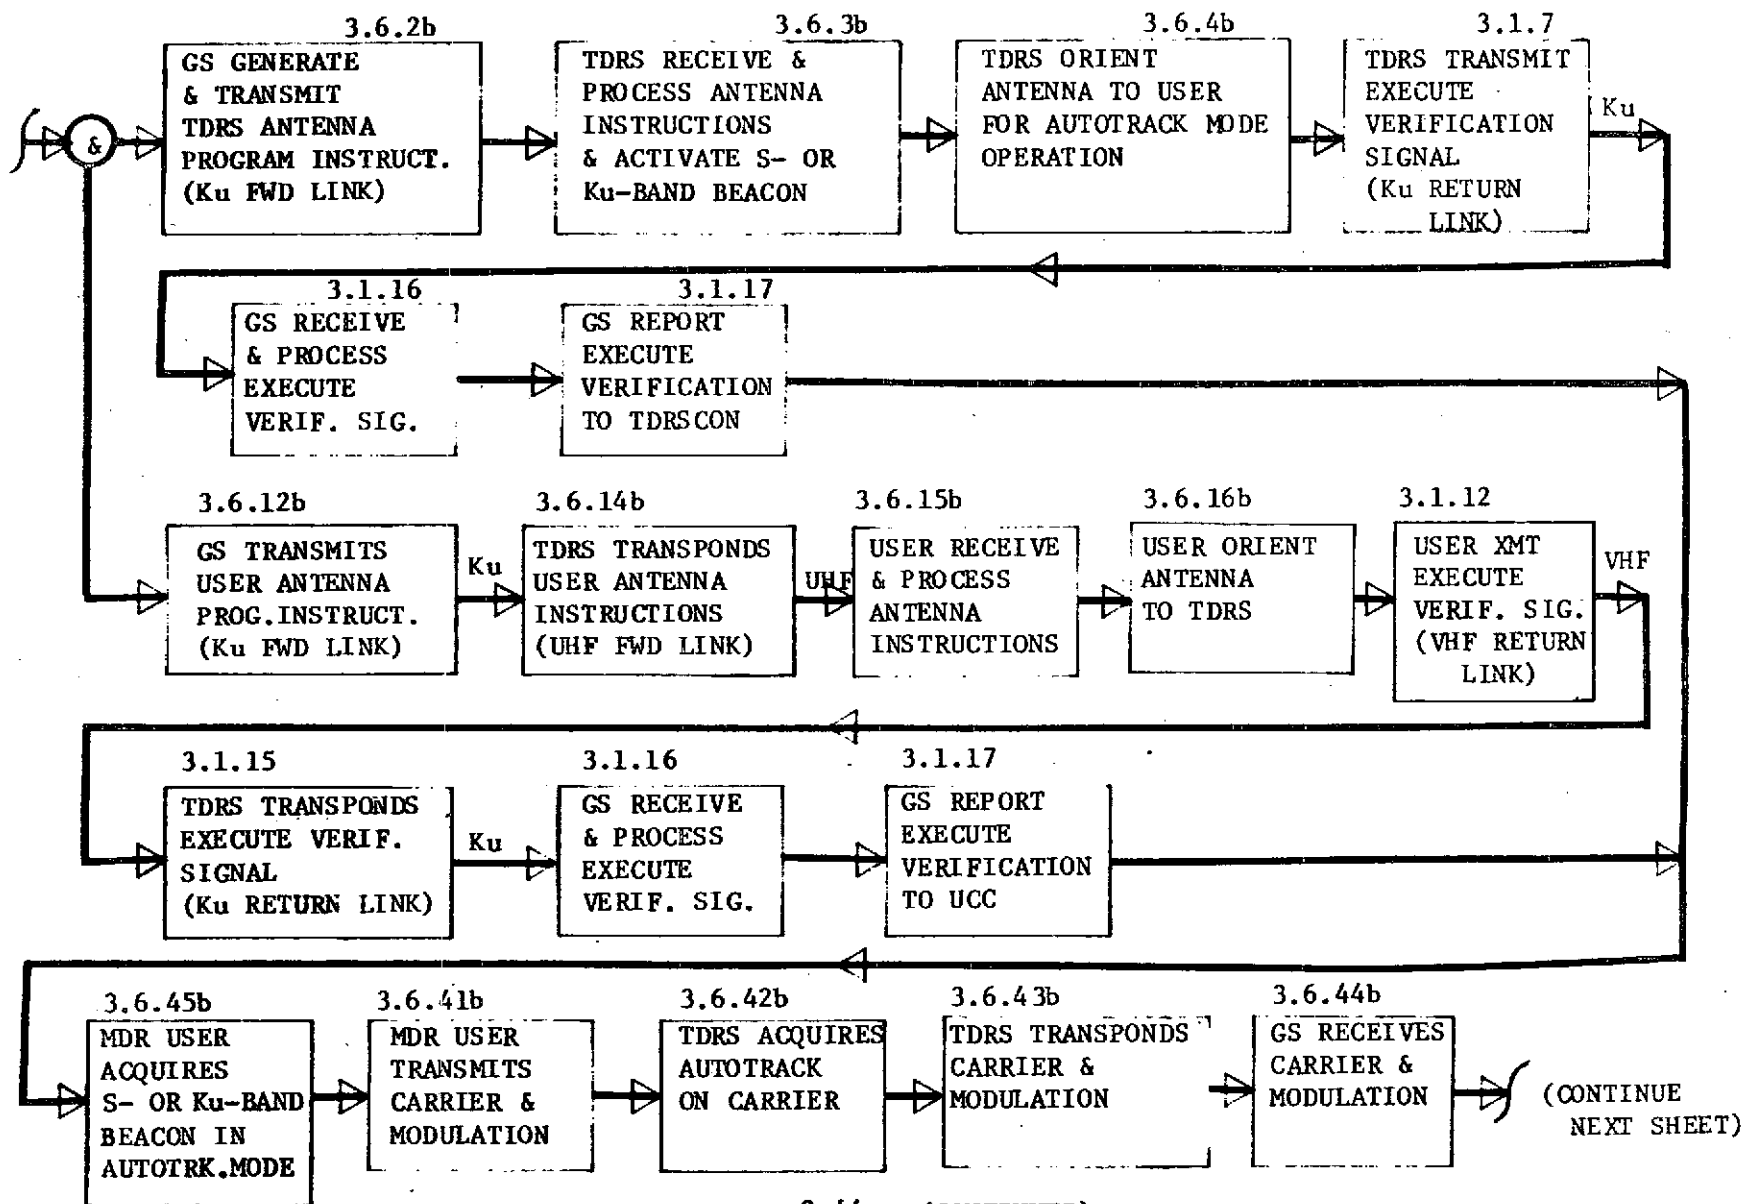 3.6.2b
GS GENERATE
& TRANSMIT
TDRS ANTENNA
PROGRAM INSTRUCT.
(Ku FWD LINK)
3.6.3b
TDRS RECEIVE &
PROCESS ANTENNA
INSTRUCTIONS
& ACTIVATE S- OR
Ku-BAND BEACON
3.6.4b
TDRS ORIENT
ANTENNA TO USER
FOR AUTOTRACK MODE
OPERATION
3.1.7
TDRS TRANSMIT
EXECUTE
VERIFICATION
SIGNAL
(Ku RETURN
LINK)
Ku
&
3.1.16
GS RECEIVE
& PROCESS
EXECUTE
VERIF. SIG.
3.1.17
GS REPORT
EXECUTE
VERIFICATION
TO TDRSCON
3.6.12b
GS TRANSMITS
USER ANTENNA
PROG.INSTRUCT.
(Ku FWD LINK)
Ku
3.6.14b
TDRS TRANSPONDS
USER ANTENNA
INSTRUCTIONS
(UHF FWD LINK)
UHF
3.6.15b
USER RECEIVE
& PROCESS
ANTENNA
INSTRUCTIONS
3.6.16b
USER ORIENT
ANTENNA
TO TDRS
3.1.12
USER XMT
EXECUTE
VERIF. SIG.
(VHF RETURN
LINK)
VHF
3.1.15
TDRS TRANSPONDS
EXECUTE VERIF.
SIGNAL
(Ku RETURN LINK)
Ku
3.1.16
GS RECEIVE
& PROCESS
EXECUTE
VERIF. SIG.
3.1.17
GS REPORT
EXECUTE
VERIFICATION
TO UCC
3.6.45b
MDR USER
ACQUIRES
S- OR Ku-BAND
BEACON IN
AUTOTRK.MODE
3.6.41b
MDR USER
TRANSMITS
CARRIER &
MODULATION
3.6.42b
TDRS ACQUIRES
AUTOTRACK
ON CARRIER
3.6.43b
TDRS TRANSPONDS
CARRIER &
MODULATION
3.6.44b
GS RECEIVES
CARRIER &
MODULATION
(CONTINUE
NEXT SHEET)